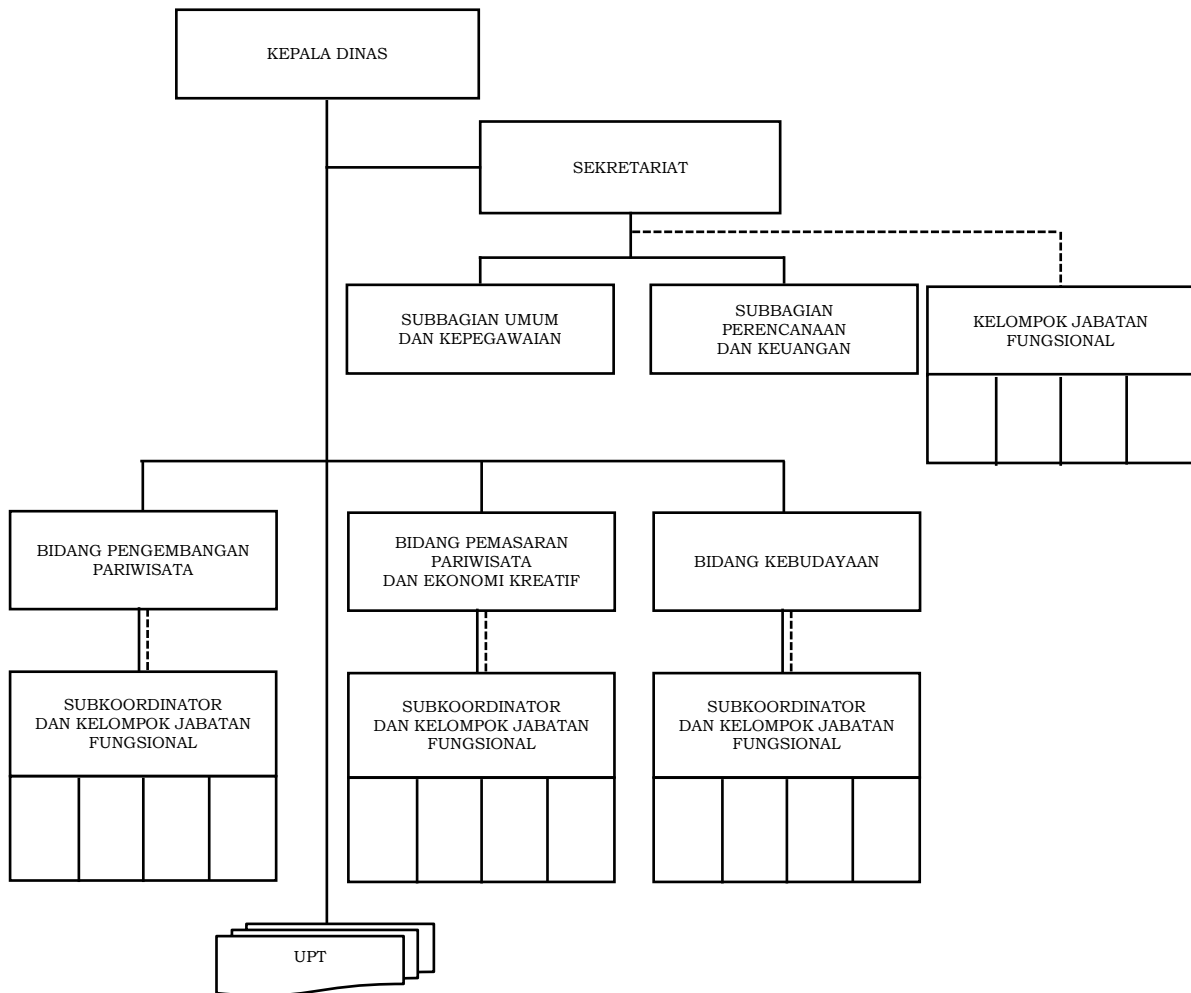 KEPALA DINAS
SEKRETARIAT
SUBBAGIAN UMUM
DAN KEPEGAWAIAN
SUBBAGIAN
PERENCANAAN
DAN KEUANGAN
KELOMPOK JABATAN
FUNGSIONAL
BIDANG PENGEMBANGAN
PARIWISATA
BIDANG PEMASARAN
PARIWISATA
DAN EKONOMI KREATIF
BIDANG KEBUDAYAAN
SUBKOORDINATOR
DAN KELOMPOK JABATAN
FUNGSIONAL
SUBKOORDINATOR
DAN KELOMPOK JABATAN
FUNGSIONAL
SUBKOORDINATOR
DAN KELOMPOK JABATAN
FUNGSIONAL
UPT